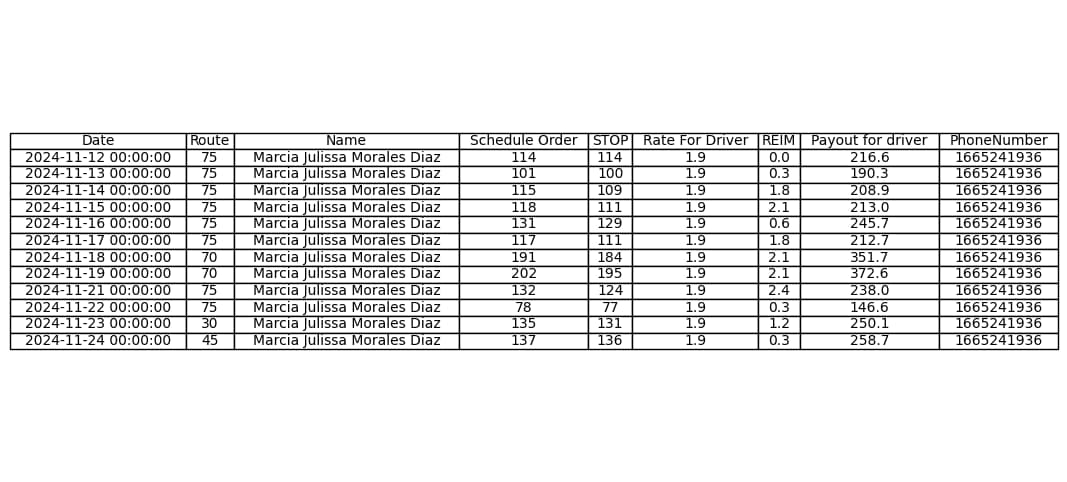 Date Route Name Schedule Order STOP Rate For Driver REIM Payout for driver PhoneNumber
2024-11-12 00:00:00 75 Marcia Julissa Morales Diaz 114 114 1.9 0.0 216.6 1665241936
2024-11-13 00:00:00 75 Marcia Julissa Morales Diaz 101 100 1.9 0.3 190.3 1665241936
2024-11-14 00:00:00 75 Marcia Julissa Morales Diaz 115 109 1.9 1.8 208.9 1665241936
2024-11-15 00:00:00 75 Marcia Julissa Morales Diaz 118 111 1.9 2.1 213.0 1665241936
2024-11-16 00:00:00 75 Marcia Julissa Morales Diaz 131 129 1.9 0.6 245.7 1665241936
2024-11-17 00:00:00 75 Marcia Julissa Morales Diaz 117 111 1.9 1.8 212.7 1665241936
2024-11-18 00:00:00 70 Marcia Julissa Morales Diaz 191 184 1.9 2.1 351.7 1665241936
2024-11-19 00:00:00 70 Marcia Julissa Morales Diaz 202 195 1.9 2.1 372.6 1665241936
2024-11-21 00:00:00 75 Marcia Julissa Morales Diaz 132 124 1.9 2.4 238.0 1665241936
2024-11-22 00:00:00 75 Marcia Julissa Morales Diaz 78 77 1.9 0.3 146.6 1665241936
2024-11-23 00:00:00 30 Marcia Julissa Morales Diaz 135 131 1.9 1.2 250.1 1665241936
2024-11-24 00:00:00 45 Marcia Julissa Morales Diaz 137 136 1.9 0.3 258.7 1665241936